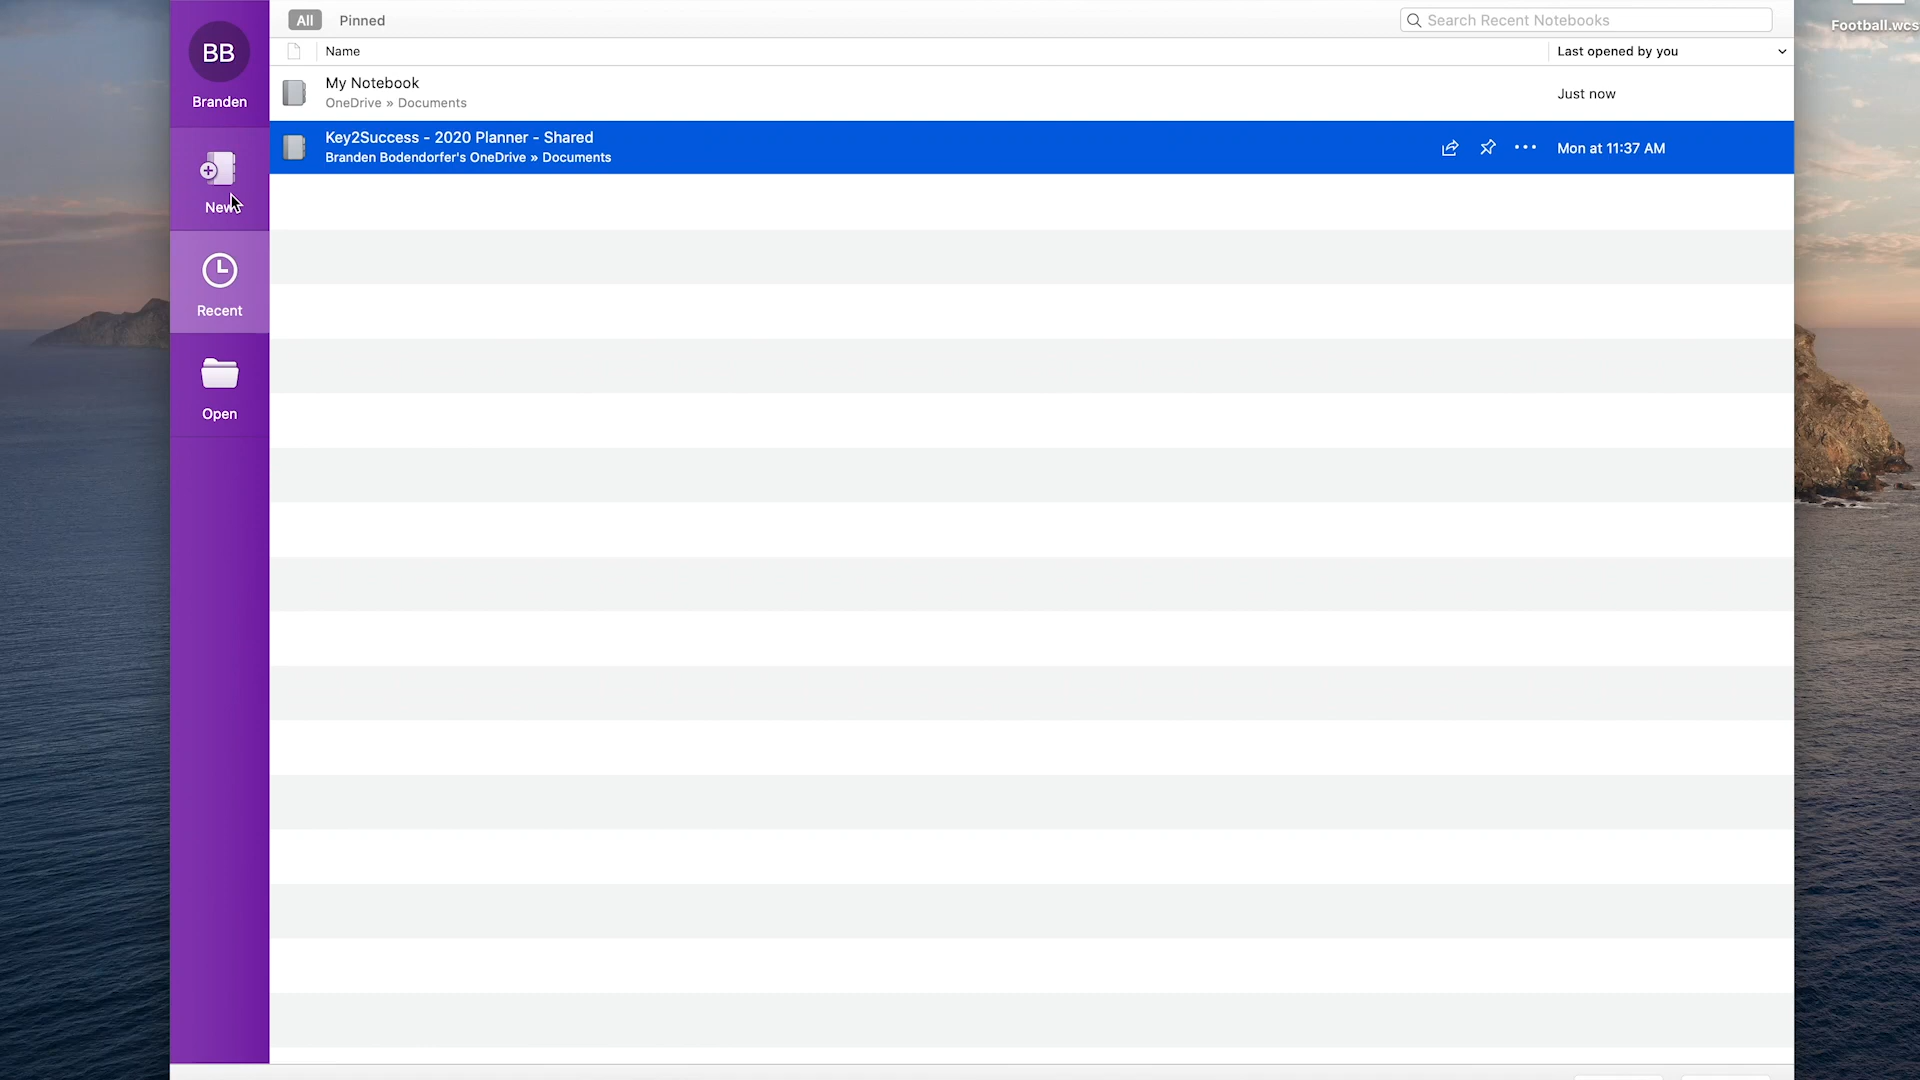 All Pinned
Search Recent Notebooks
Football.wcs
BB
Branden
Name
Last opened by you
My Notebook
OneDrive » Documents
Just now
Key2Success - 2020 Planner - Shared
Branden Bodendorfer's OneDrive » Documents
Mon at 11:37 AM
New
Recent
Open